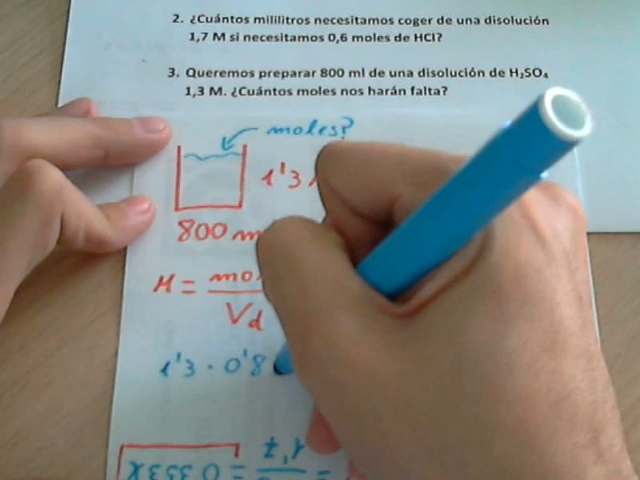 2. ¿Cuántos mililitros necesitamos coger de una disolución
1,7 M si necesitamos 0,6 moles de HCl?
3. Queremos preparar 800 ml de una disolución de H₂SO₄
1,3 M. ¿Cuántos moles nos harán falta?
moles?
1'3
800 m
M = mo
Vd
1'3 · 0'8